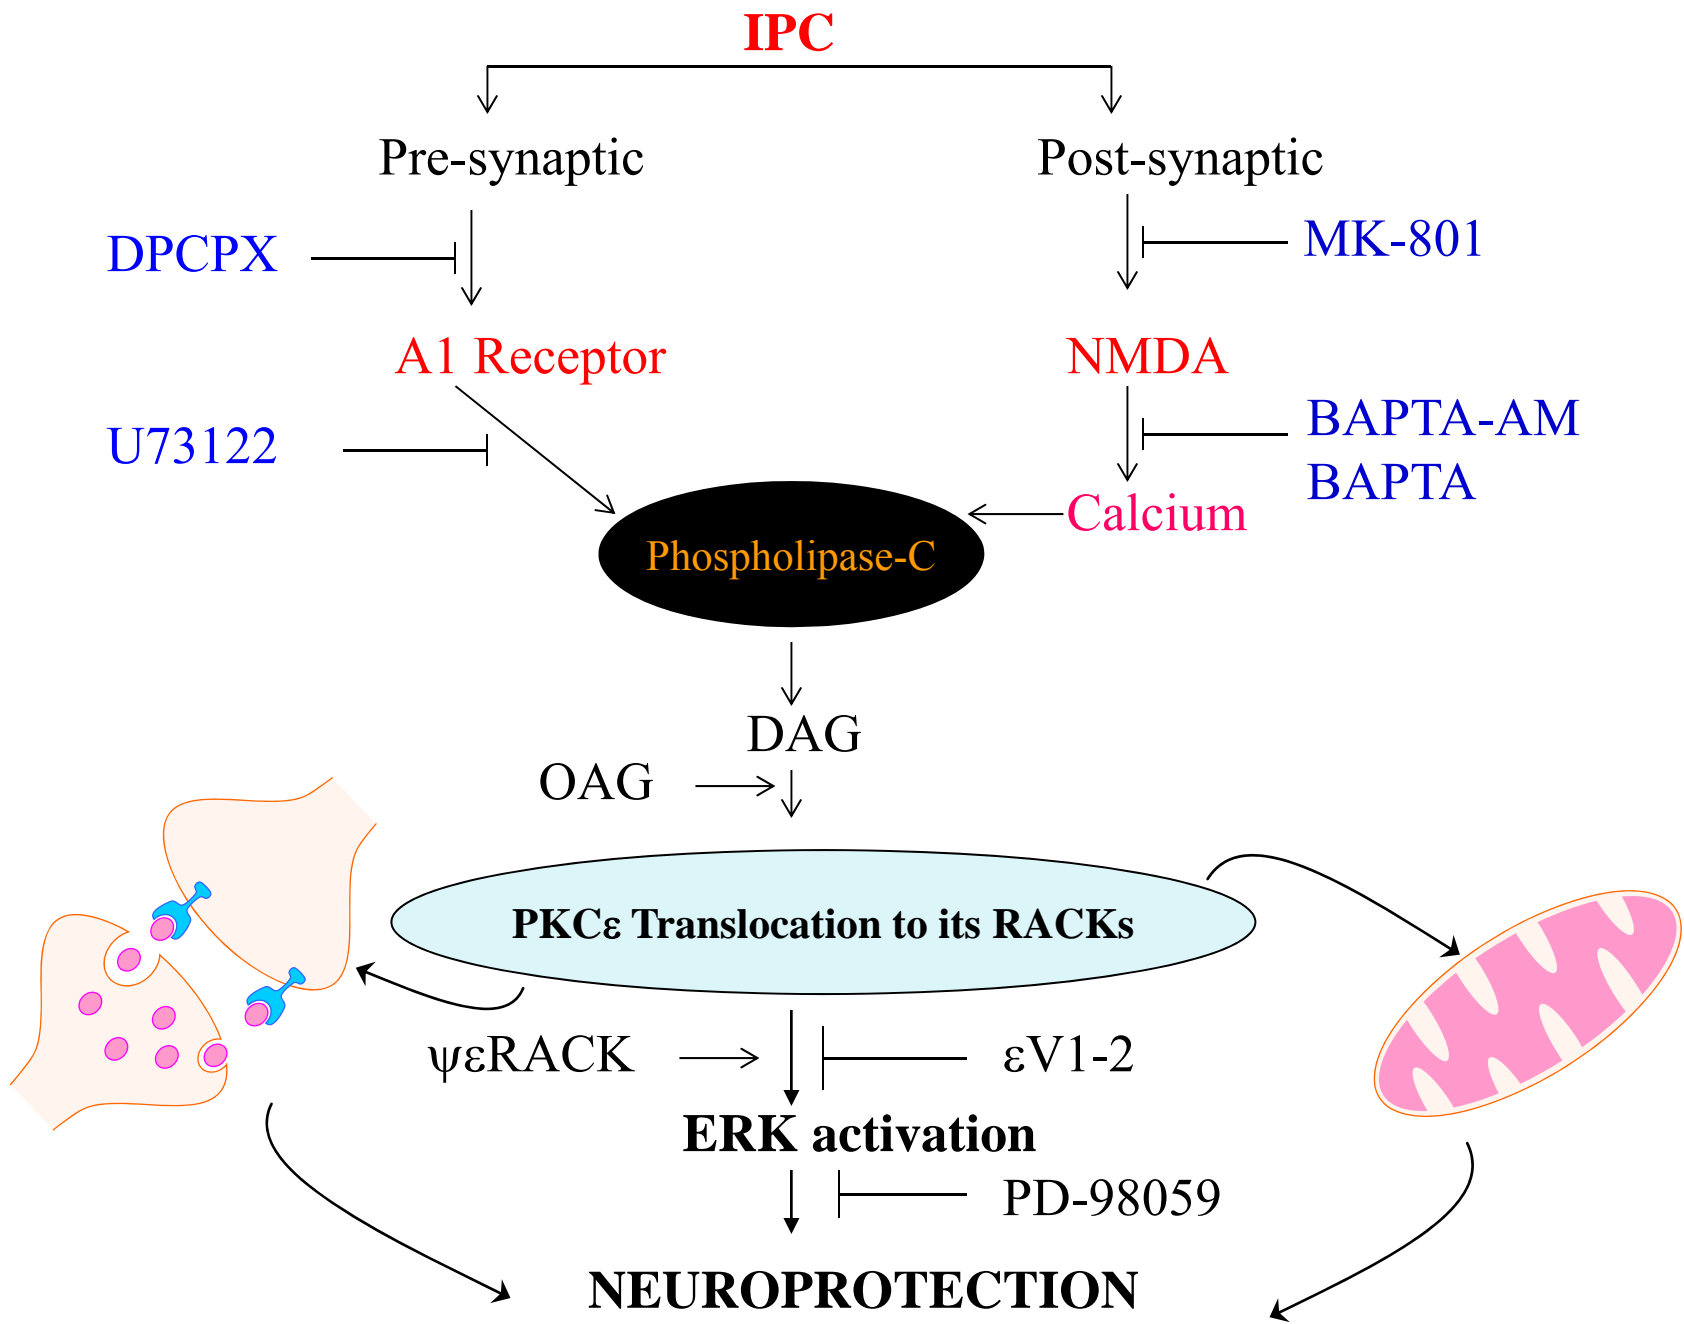 IPC
Pre-synaptic
Post-synaptic
DPCPX
MK-801
A1 Receptor
NMDA
U73122
BAPTA-AM
BAPTA
Calcium
Phospholipase-C
DAG
OAG
PKCε Translocation to its RACKs
ψεRACK
εV1-2
ERK activation
PD-98059
NEUROPROTECTION